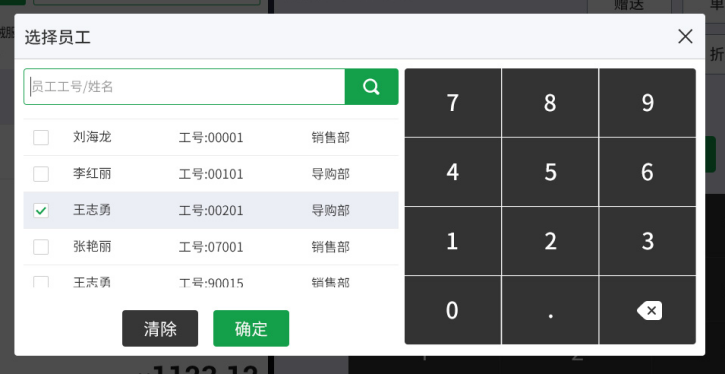 赠送
单
折
选择员工
员工工号/姓名
刘海龙 工号:00001 销售部
李红丽 工号:00101 导购部
王志勇 工号:00201 导购部
张艳丽 工号:07001 销售部
王志勇 工号:90015 销售部
清除 确定
7 8 9
4 5 6
1 2 3
0 .